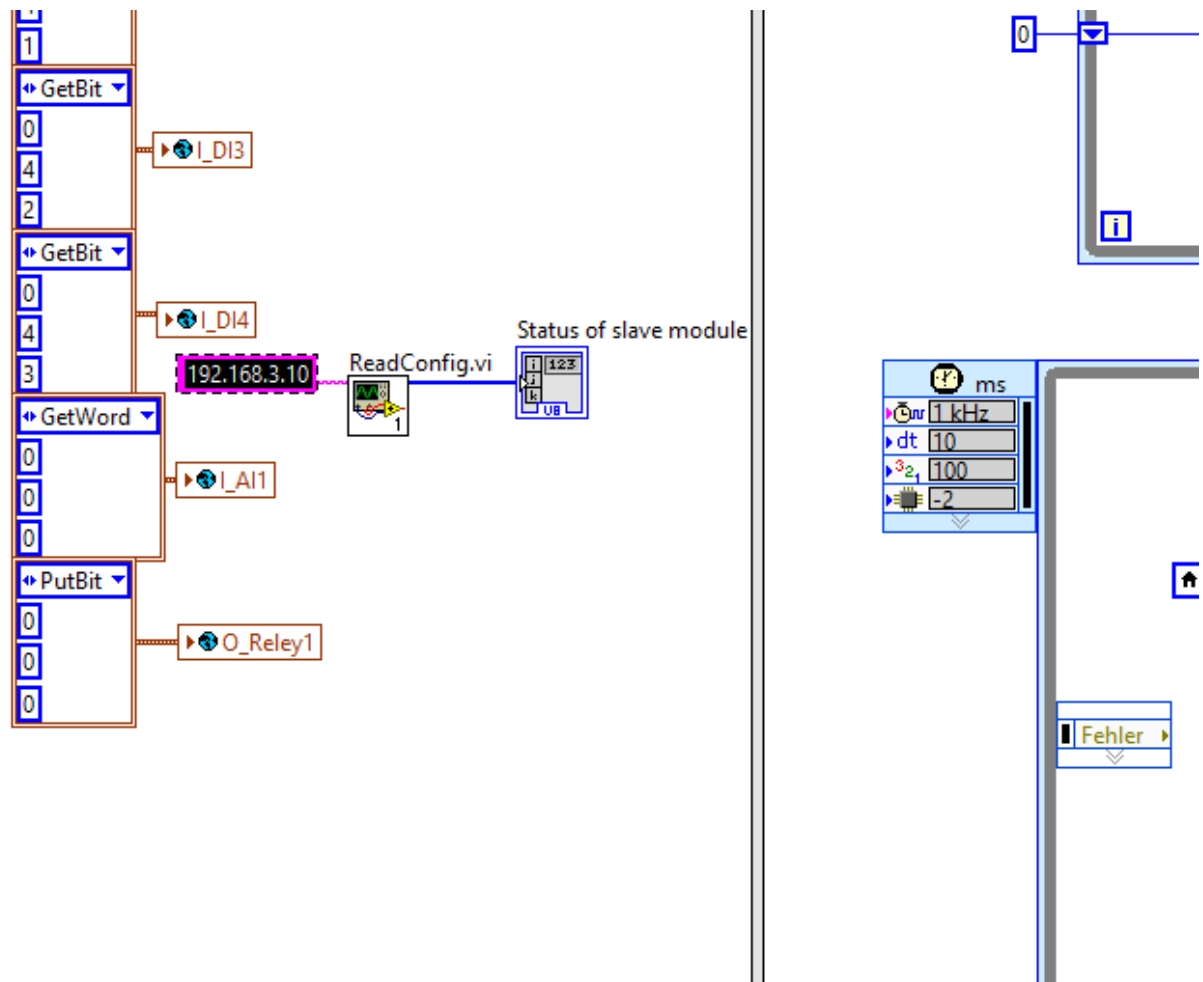 1
GetBit
0
4
2
I_DI3
GetBit
0
4
3
I_DI4
192.168.3.10
ReadConfig.vi
1
Status of slave module
i
j
k
123
U8
GetWord
0
0
0
I_AI1
PutBit
0
0
0
O_Reley1
0
i
ms
1 kHz
dt 10
321 100
-2
Fehler